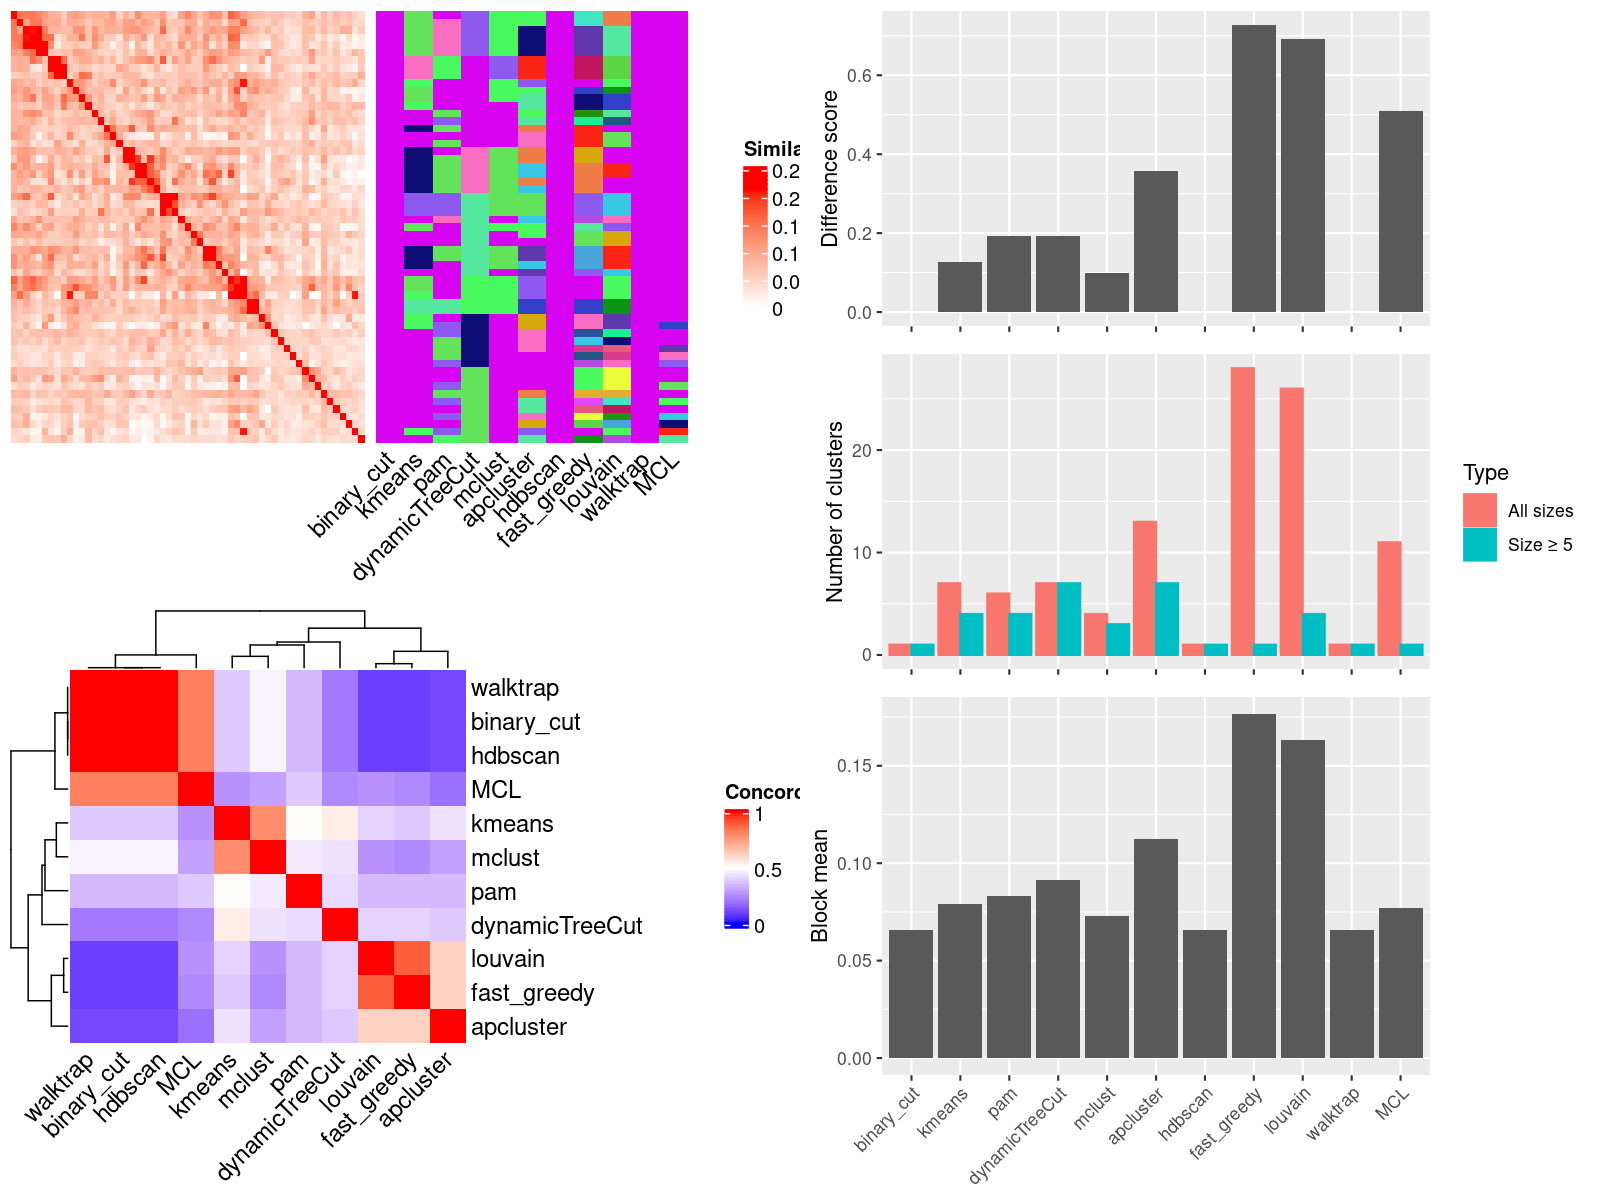 Simila
0.2
0.2
0.1
0.1
0.0
0
binary_cut
kmeans
pam
dynamicTreeCut
mclust
apcluster
hdbscan
fast_greedy
louvain
walktrap
MCL
walktrap
binary_cut
hdbscan
MCL
kmeans
mclust
pam
dynamicTreeCut
louvain
fast_greedy
apcluster
Concord
1
0.5
0
walktrap
binary_cut
hdbscan
MCL
kmeans
mclust
pam
dynamicTreeCut
louvain
fast_greedy
apcluster
Difference score
0.6
0.4
0.2
0.0
Number of clusters
20
10
0
Type
All sizes
Size ≥ 5
Block mean
0.15
0.10
0.05
0.00
binary_cut
kmeans
pam
dynamicTreeCut
mclust
apcluster
hdbscan
fast_greedy
louvain
walktrap
MCL